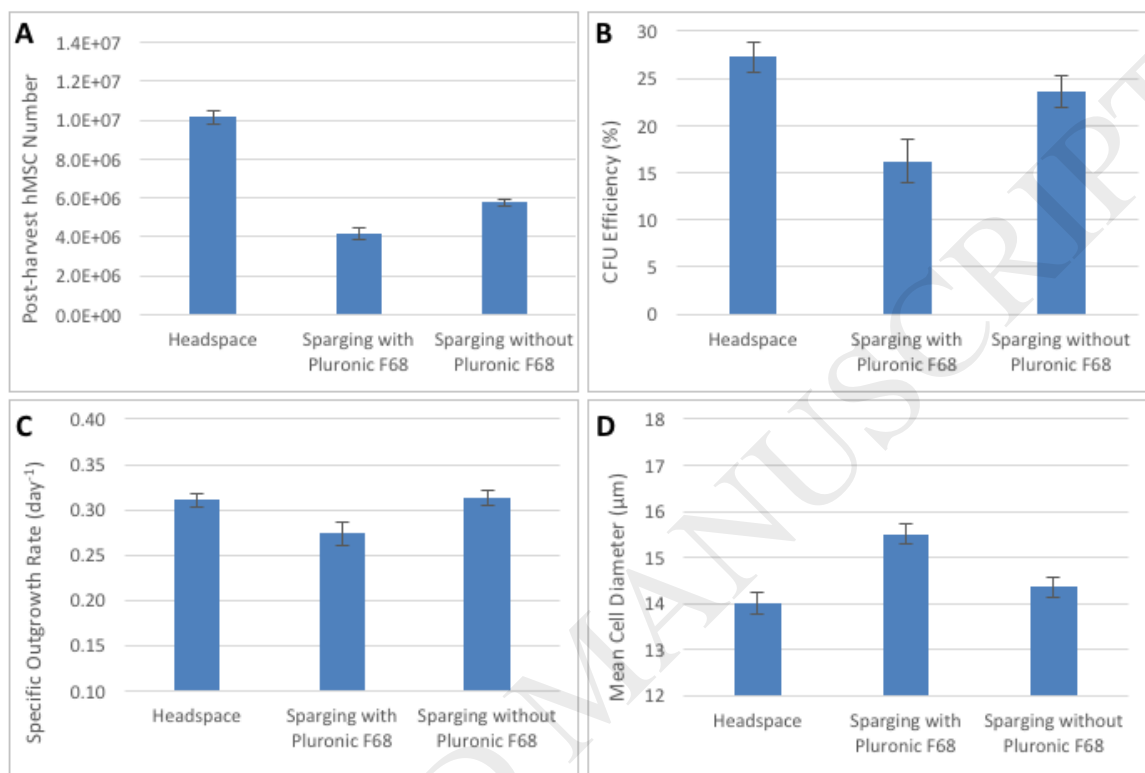 A
Post-harvest hMSC Number
1.4E+07
1.2E+07
1.0E+07
8.0E+06
6.0E+06
4.0E+06
2.0E+06
0.0E+00
Headspace
Sparging with
Pluronic F68
Sparging without
Pluronic F68
B
CFU Efficiency (%)
30
25
20
15
10
5
0
Headspace
Sparging with
Pluronic F68
Sparging without
Pluronic F68
C
Specific Outgrowth Rate (day⁻¹)
0.40
0.35
0.30
0.25
0.20
0.15
0.10
Headspace
Sparging with
Pluronic F68
Sparging without
Pluronic F68
D
Mean Cell Diameter (μm)
18
17
16
15
14
13
12
Headspace
Sparging with
Pluronic F68
Sparging without
Pluronic F68
MANUSCRIPT